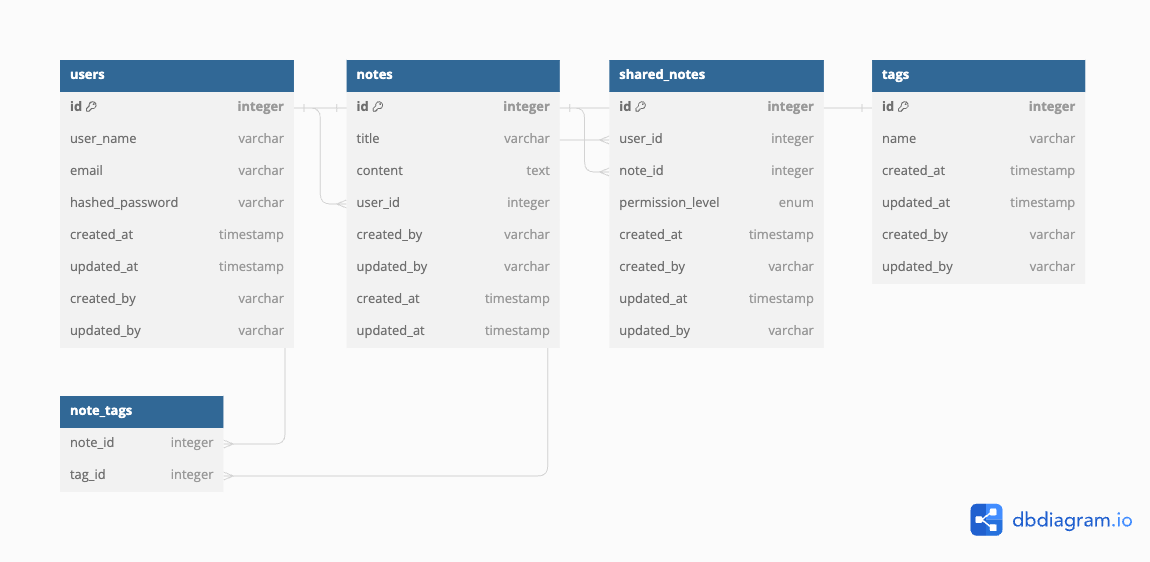 users
id integer
user_name varchar
email varchar
hashed_password varchar
created_at timestamp
updated_at timestamp
created_by varchar
updated_by varchar
notes
id integer
title varchar
content text
user_id integer
created_by varchar
updated_by varchar
created_at timestamp
updated_at timestamp
shared_notes
id integer
user_id integer
note_id integer
permission_level enum
created_at timestamp
created_by varchar
updated_at timestamp
updated_by varchar
tags
id integer
name varchar
created_at timestamp
updated_at timestamp
created_by varchar
updated_by varchar
note_tags
note_id integer
tag_id integer
dbdiagram.io